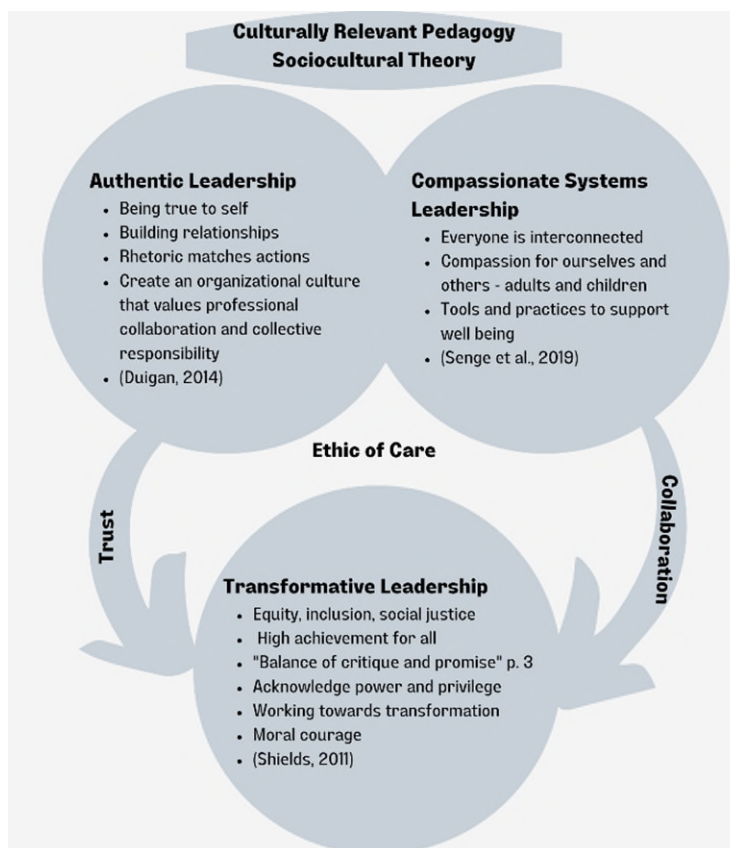 Culturally Relevant Pedagogy
Sociocultural Theory
Authentic Leadership
• Being true to self
• Building relationships
• Rhetoric matches actions
• Create an organizational culture
that values professional
collaboration and collective
responsibility
• (Duigan, 2014)
Compassionate Systems
Leadership
• Everyone is interconnected
• Compassion for ourselves and
others - adults and children
• Tools and practices to support
well being
• (Senge et al., 2019)
Ethic of Care
Trust
Collaboration
Transformative Leadership
• Equity, inclusion, social justice
• High achievement for all
• "Balance of critique and promise" p. 3
• Acknowledge power and privilege
• Working towards transformation
• Moral courage
• (Shields, 2011)